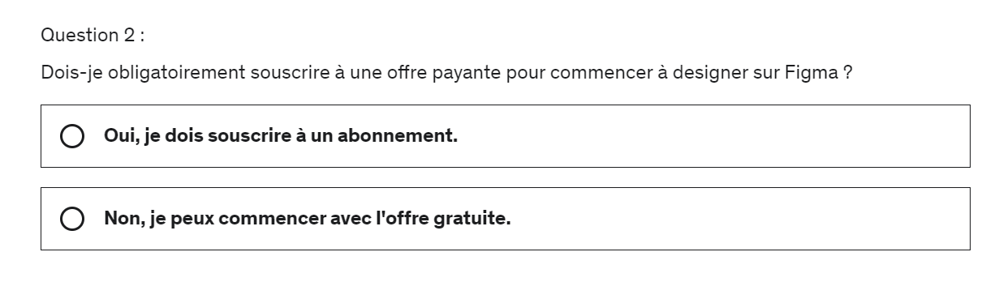 Question 2 :
Dois-je obligatoirement souscrire à une offre payante pour commencer à designer sur Figma ?
Oui, je dois souscrire à un abonnement.
Non, je peux commencer avec l'offre gratuite.